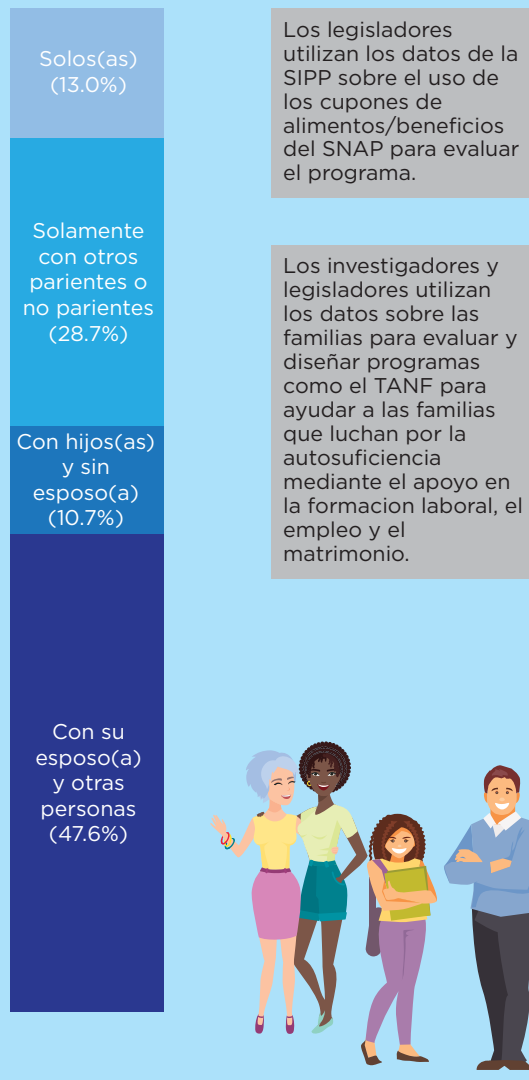 Solos(as)
(13.0%)
Solamente
con otros
parientes o
no parientes
(28.7%)
Con hijos(as)
y sin
esposo(a)
(10.7%)
Con su
esposo(a)
y otras
personas
(47.6%)
Los legisladores
utilizan los datos de la
SIPP sobre el uso de
los cupones de
alimentos/beneficios
del SNAP para evaluar
el programa.
Los investigadores y
legisladores utilizan
los datos sobre las
familias para evaluar y
diseñar programas
como el TANF para
ayudar a las familias
que luchan por la
autosuficiencia
mediante el apoyo en
la formacion laboral, el
empleo y el
matrimonio.